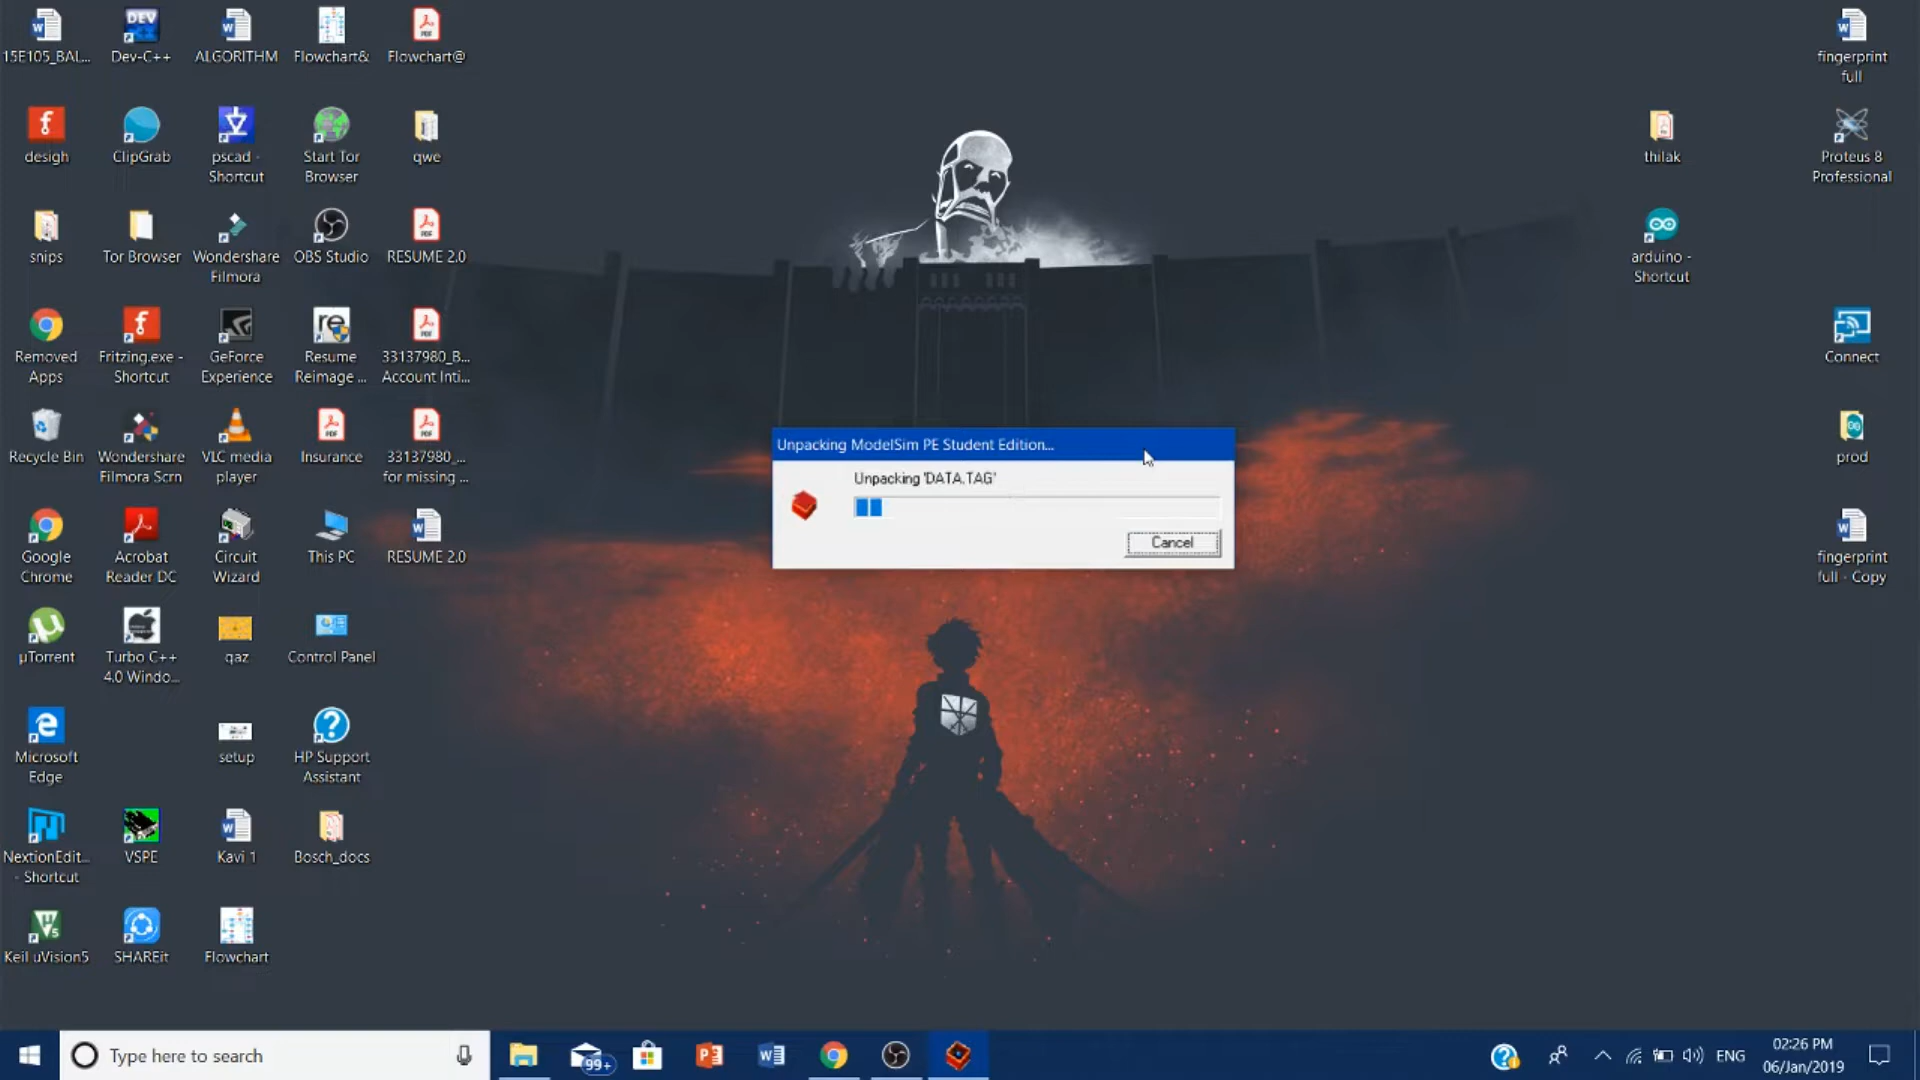 15E105_BAL...
Dev-C++
ALGORITHM
Flowchart&
Flowchart@
fingerprint
full
desigh
ClipGrab
pscad -
Shortcut
Start Tor
Browser
qwe
thilak
Proteus 8
Professional
snips
Tor Browser
Wondershare
Filmora
OBS Studio
RESUME 2.0
arduino -
Shortcut
Removed
Apps
Fritzing.exe -
Shortcut
GeForce
Experience
Resume
Reimage ...
33137980_B...
Account Inti...
Connect
Recycle Bin
Wondershare
Filmora Scrn
VLC media
player
Insurance
33137980_...
for missing ...
prod
Unpacking ModelSim PE Student Edition...
Unpacking 'DATA.TAG'
Cancel
Google
Chrome
Acrobat
Reader DC
Circuit
Wizard
This PC
RESUME 2.0
fingerprint
full - Copy
µTorrent
Turbo C++
4.0 Windo...
qaz
Control Panel
Microsoft
Edge
setup
HP Support
Assistant
NextionEdit...
- Shortcut
VSPE
Kavi 1
Bosch_docs
Keil uVision5
SHAREit
Flowchart
Type here to search
99+
ENG
02:26 PM
06/Jan/2019